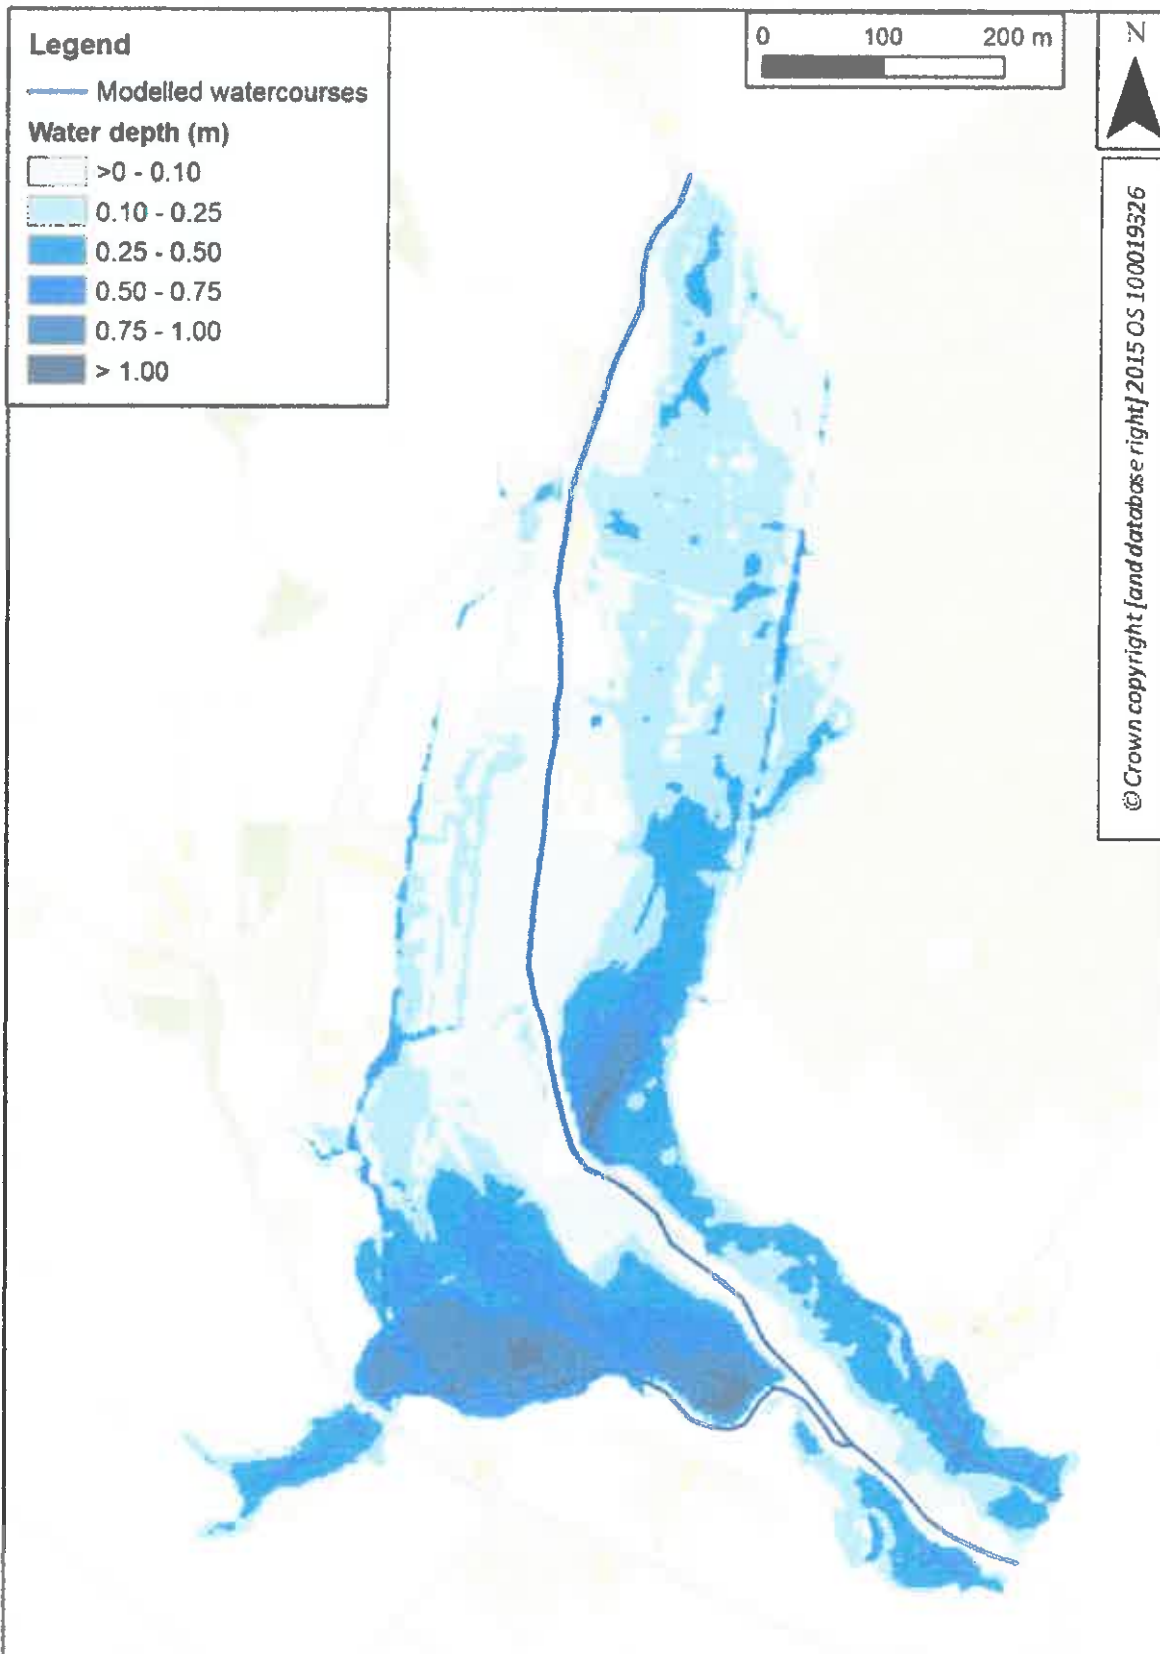 Legend
Modelled watercourses
Water depth (m)
>0 - 0.10
0.10 - 0.25
0.25 - 0.50
0.50 - 0.75
0.75 - 1.00
> 1.00
0 100 200 m
N
© Crown copyright [and database right] 2015 OS 100019326